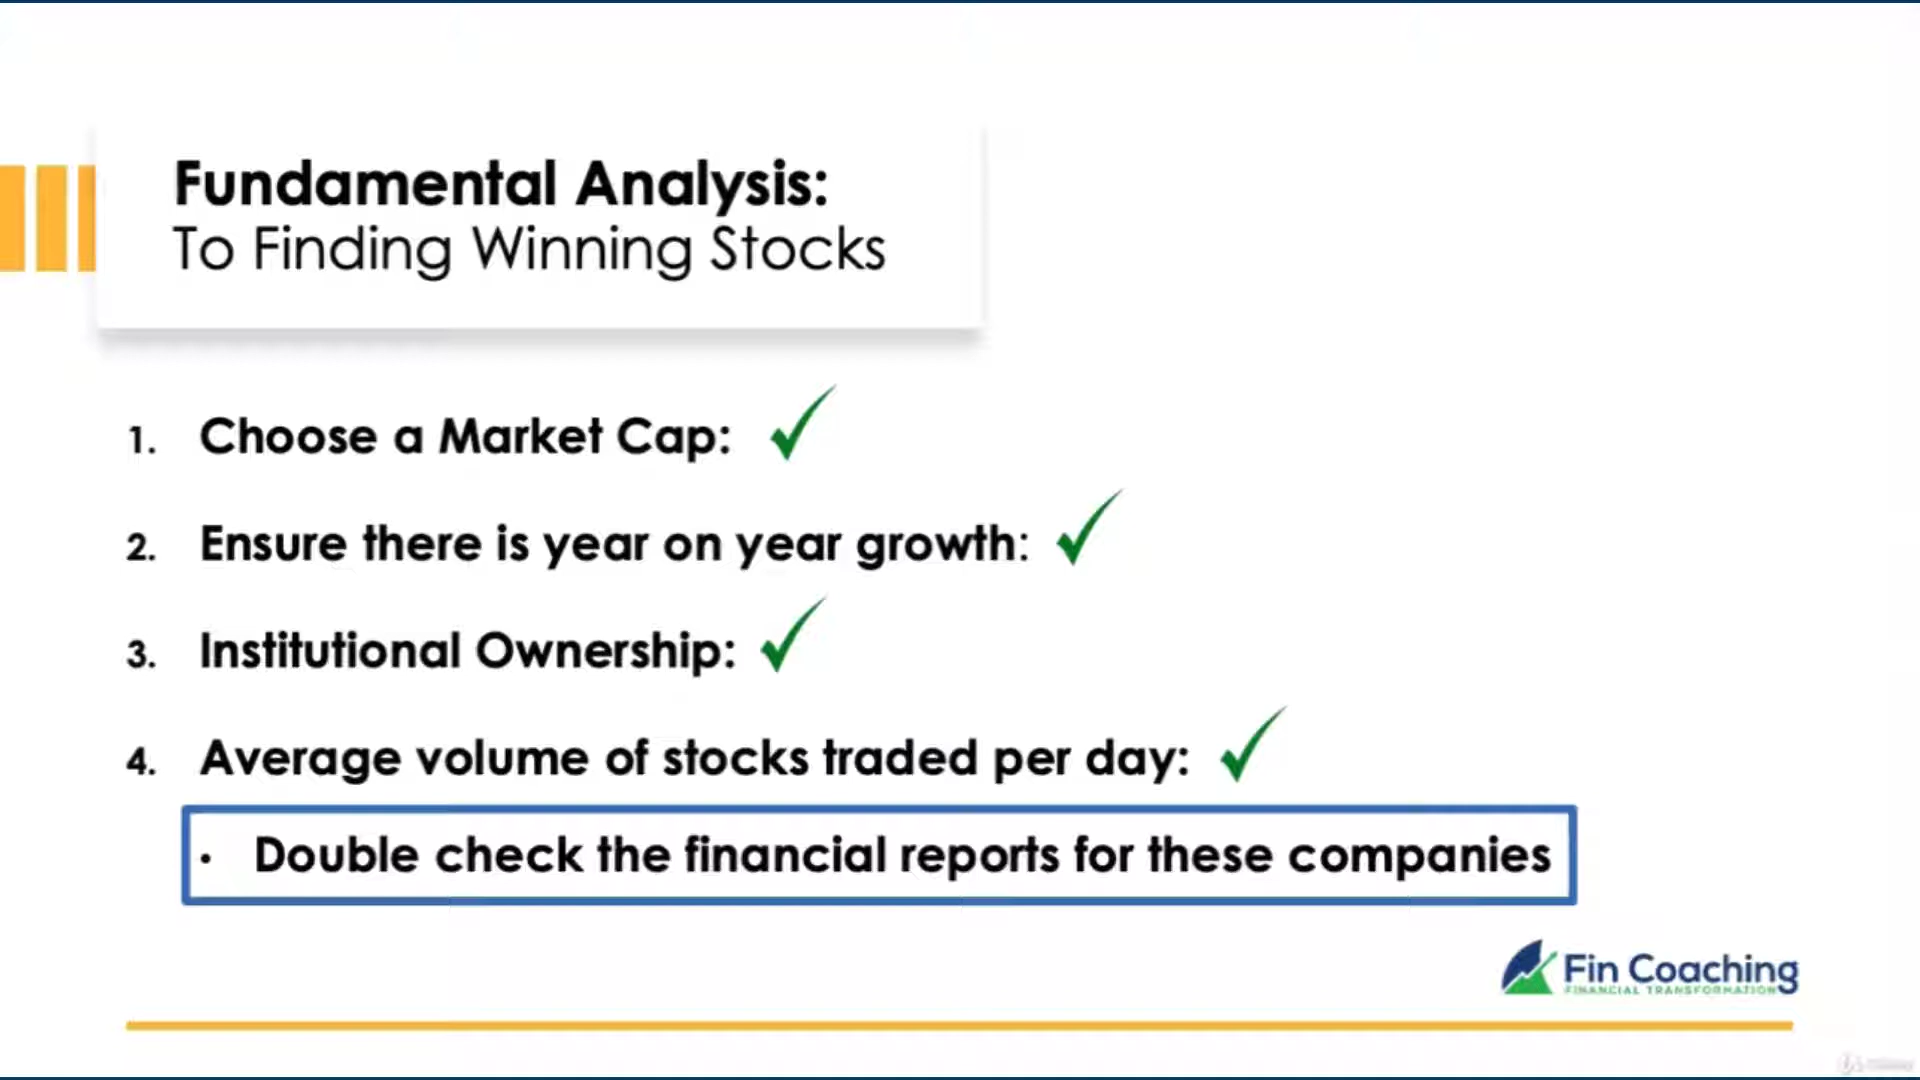 Fundamental Analysis:
To Finding Winning Stocks
1. Choose a Market Cap:
2. Ensure there is year on year growth:
3. Institutional Ownership:
4. Average volume of stocks traded per day:
• Double check the financial reports for these companies
Fin Coaching
FINANCIAL TRANSFORMATION